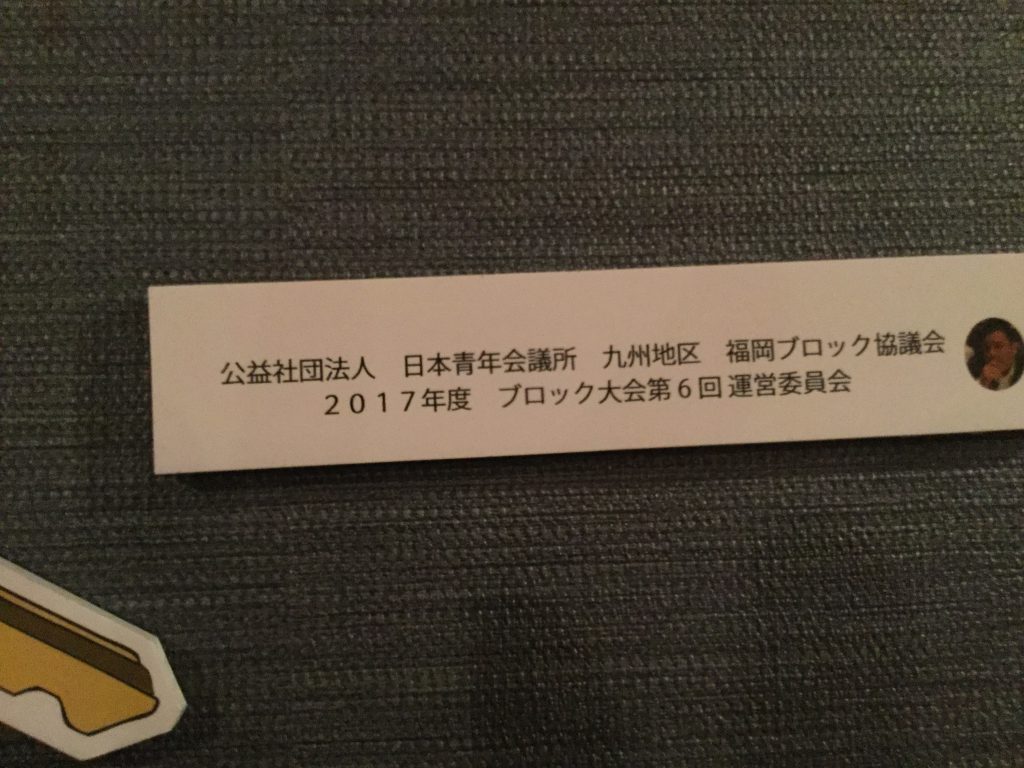 公益社団法人　日本青年会議所　九州地区　福岡ブロック協議会
２０１７年度　ブロック大会第６回運営委員会